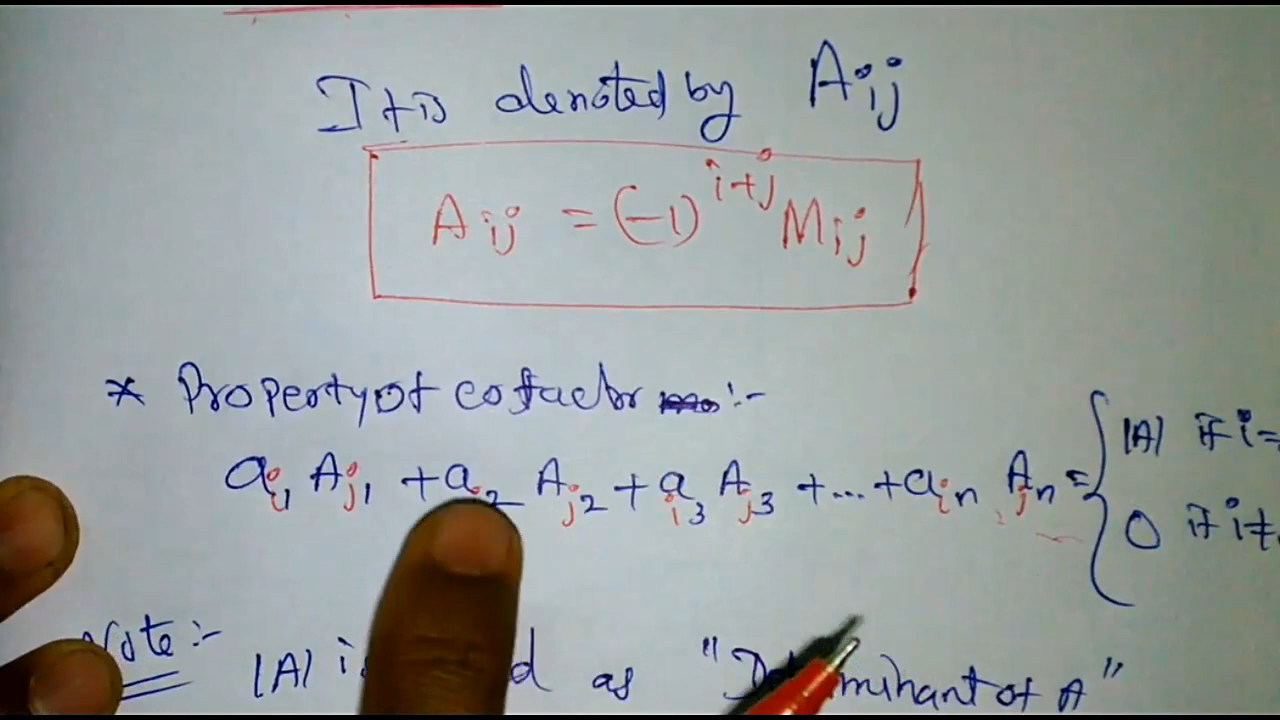 It is denoted by Aij
Aij = (-1)^i+j Mij
* Property of cofactor :-
ai1 Aj1 + ai2 Aj2 + ai3 Aj3 + ... + ain Ajn = { |A| if i=
0 if i≠
Note :-
|A| as "Determinant of A"